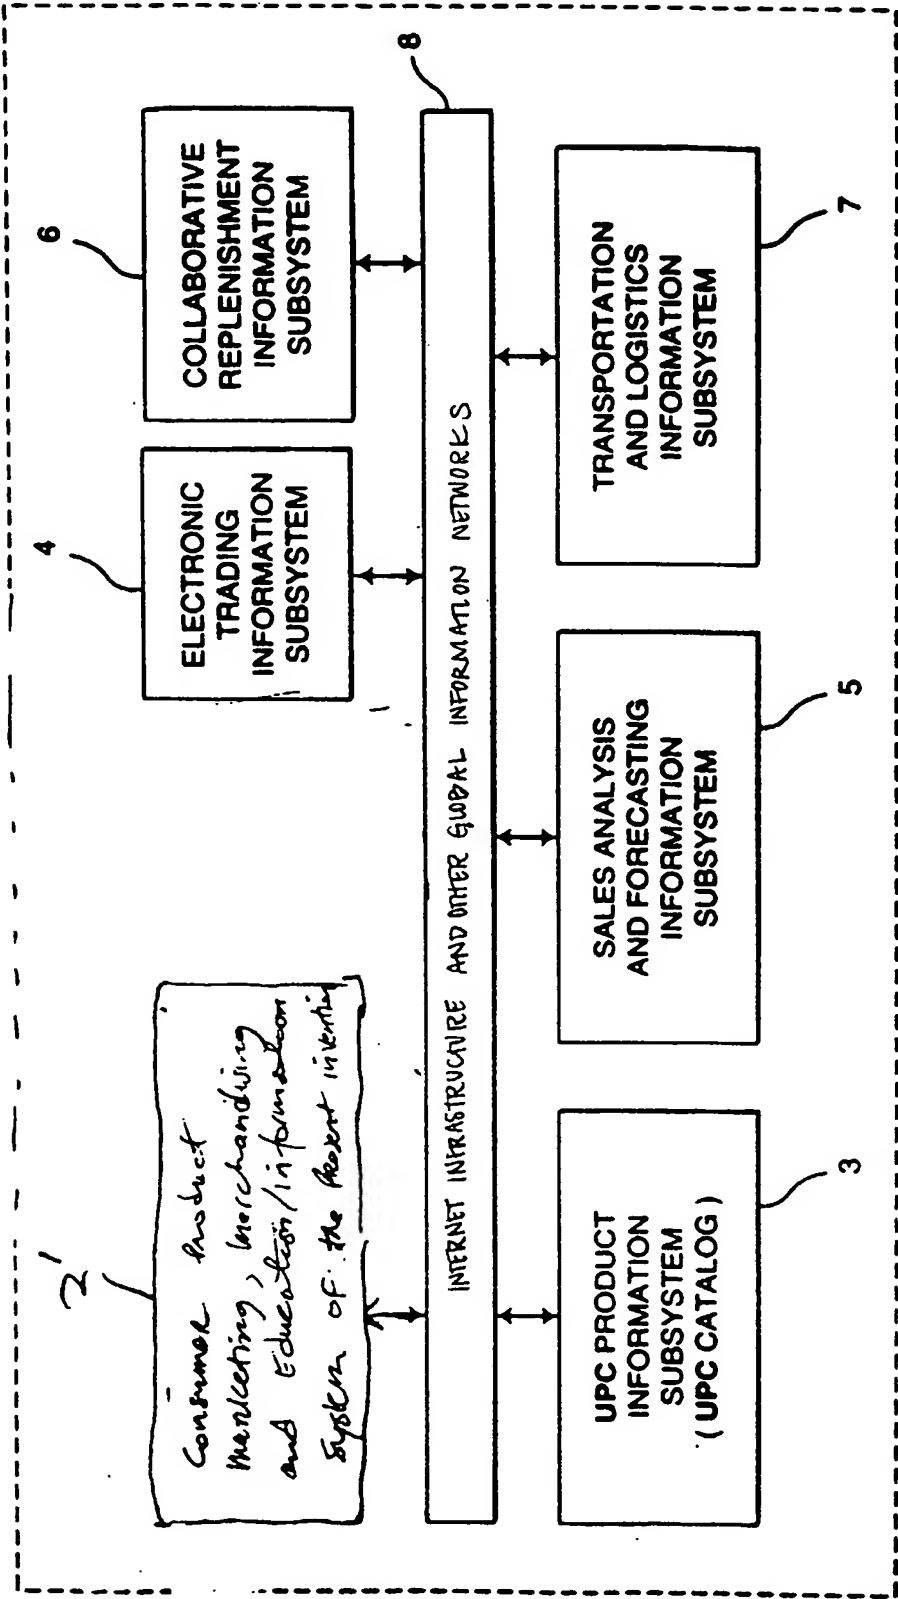 2'
Consumer Product
Marketing, Merchandising
and Education/information
System of the Present invention
4
ELECTRONIC
TRADING
INFORMATION
SUBSYSTEM
6
COLLABORATIVE
REPLENISHMENT
INFORMATION
SUBSYSTEM
8
INTERNET INFRASTRUCTURE AND OTHER GLOBAL INFORMATION NETWORKS
UPC PRODUCT
INFORMATION
SUBSYSTEM
(UPC CATALOG)
3
SALES ANALYSIS
AND FORECASTING
INFORMATION
SUBSYSTEM
5
TRANSPORTATION
AND LOGISTICS
INFORMATION
SUBSYSTEM
7